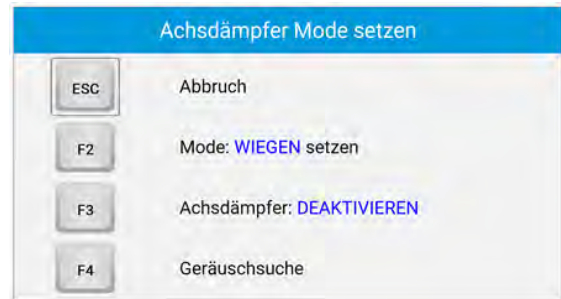 Achsdämpfer Mode setzen
ESC Abbruch
F2 Mode: WIEGEN setzen
F3 Achsdämpfer: DEAKTIVIEREN
F4 Geräuschsuche